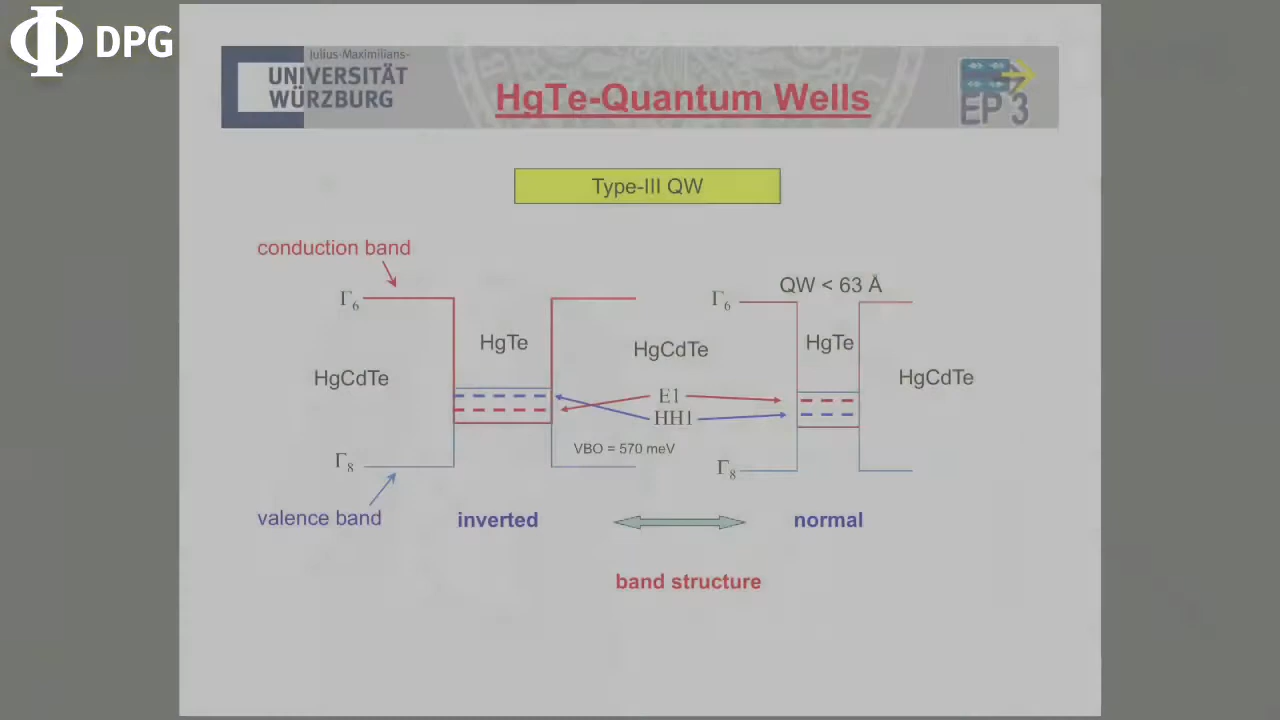 DPG
Julius-Maximilians-
UNIVERSITÄT
WÜRZBURG
HgTe-Quantum Wells
EP 3
Type-III QW
conduction band
QW < 63 Å
Γ6
Γ6
HgTe
HgTe
HgCdTe
HgCdTe
HgCdTe
E1
HH1
VBO = 570 meV
Γ8
Γ8
valence band
inverted
normal
band structure